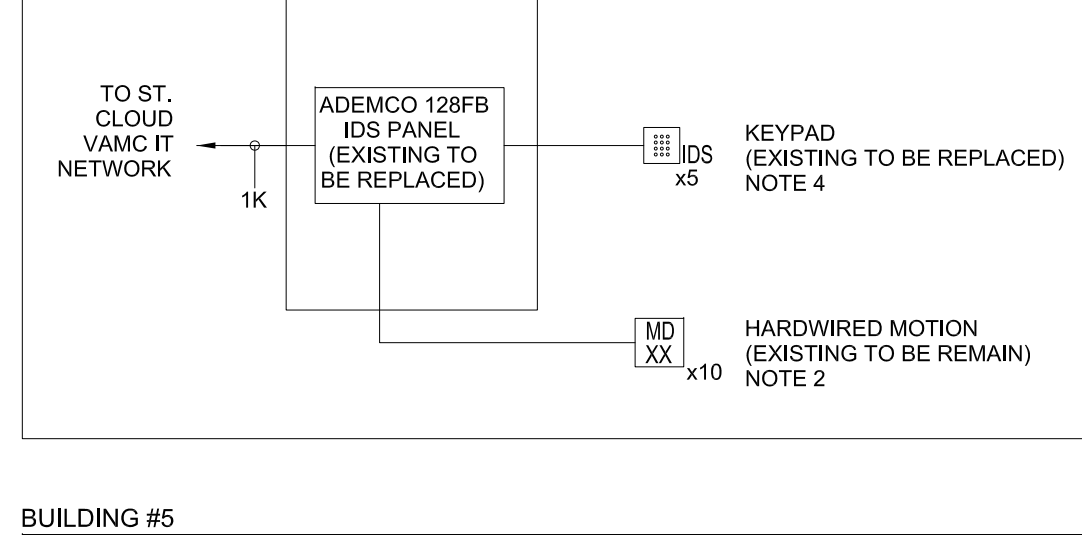 TO ST.
CLOUD
VAMC IT
NETWORK
1K
ADEMCO 128FB
IDS PANEL
(EXISTING TO
BE REPLACED)
IDS
x5
KEYPAD
(EXISTING TO BE REPLACED)
NOTE 4
MD
XX
x10
HARDWIRED MOTION
(EXISTING TO BE REMAIN)
NOTE 2
BUILDING #5